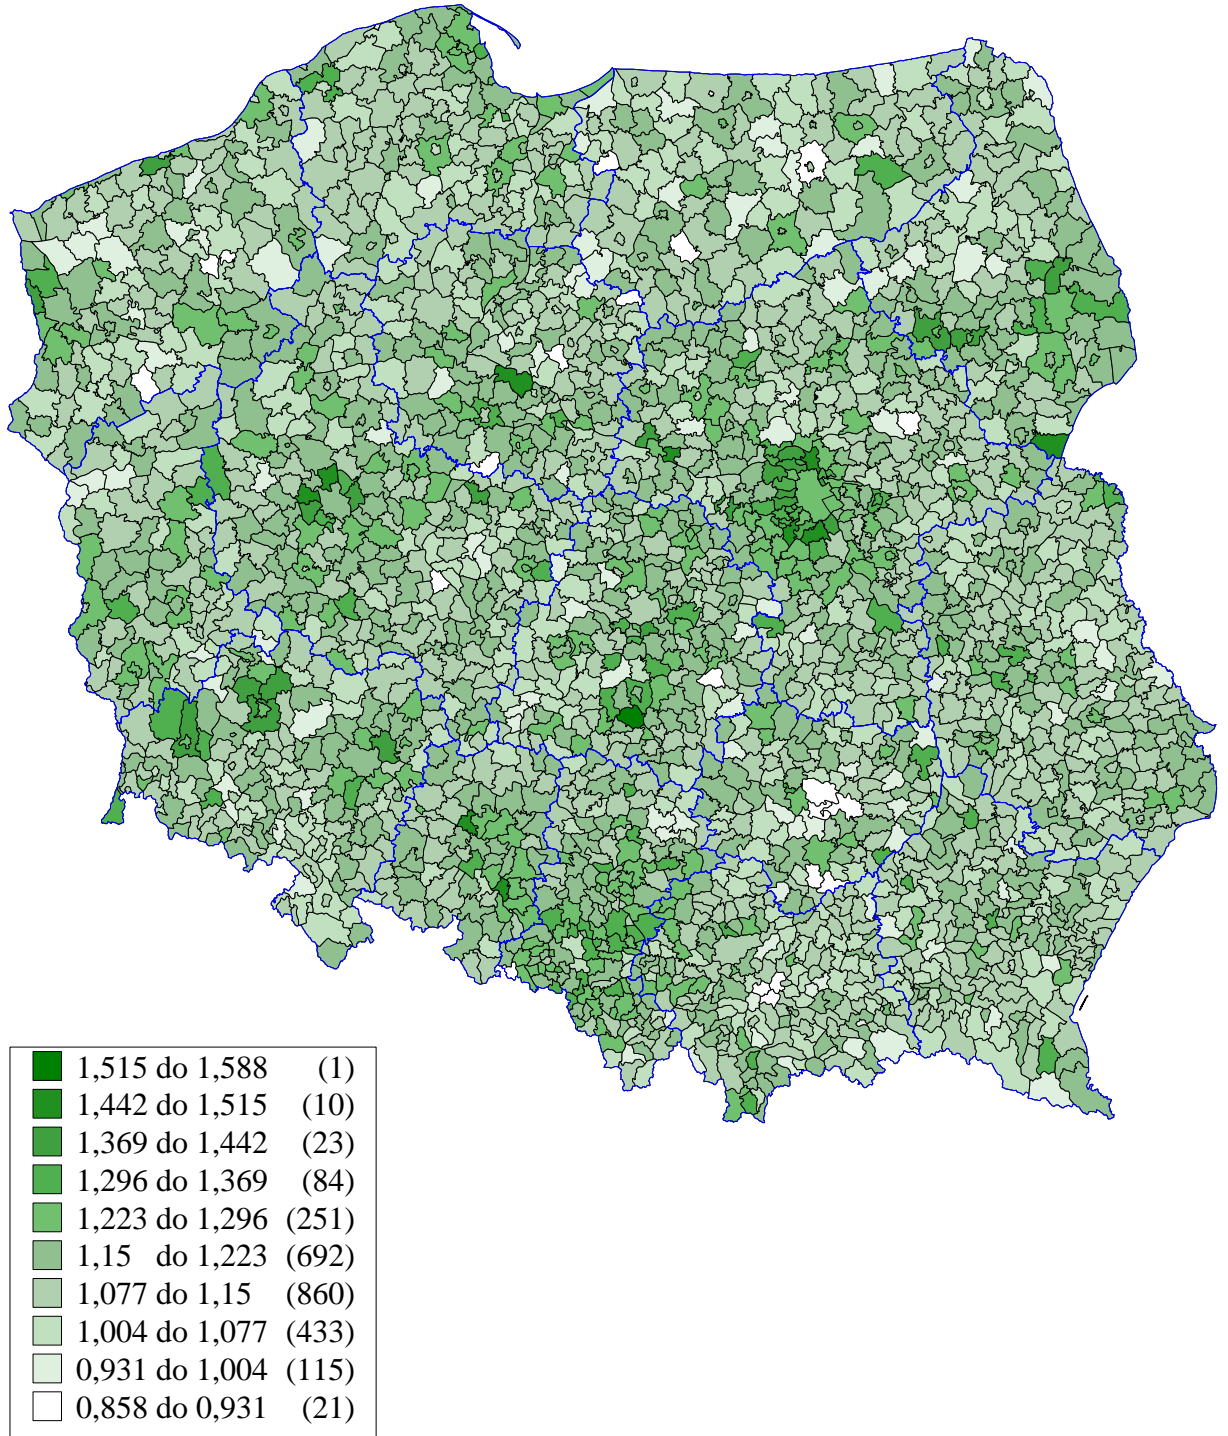 1,515 do 1,588 (1)
1,442 do 1,515 (10)
1,369 do 1,442 (23)
1,296 do 1,369 (84)
1,223 do 1,296 (251)
1,15 do 1,223 (692)
1,077 do 1,15 (860)
1,004 do 1,077 (433)
0,931 do 1,004 (115)
0,858 do 0,931 (21)